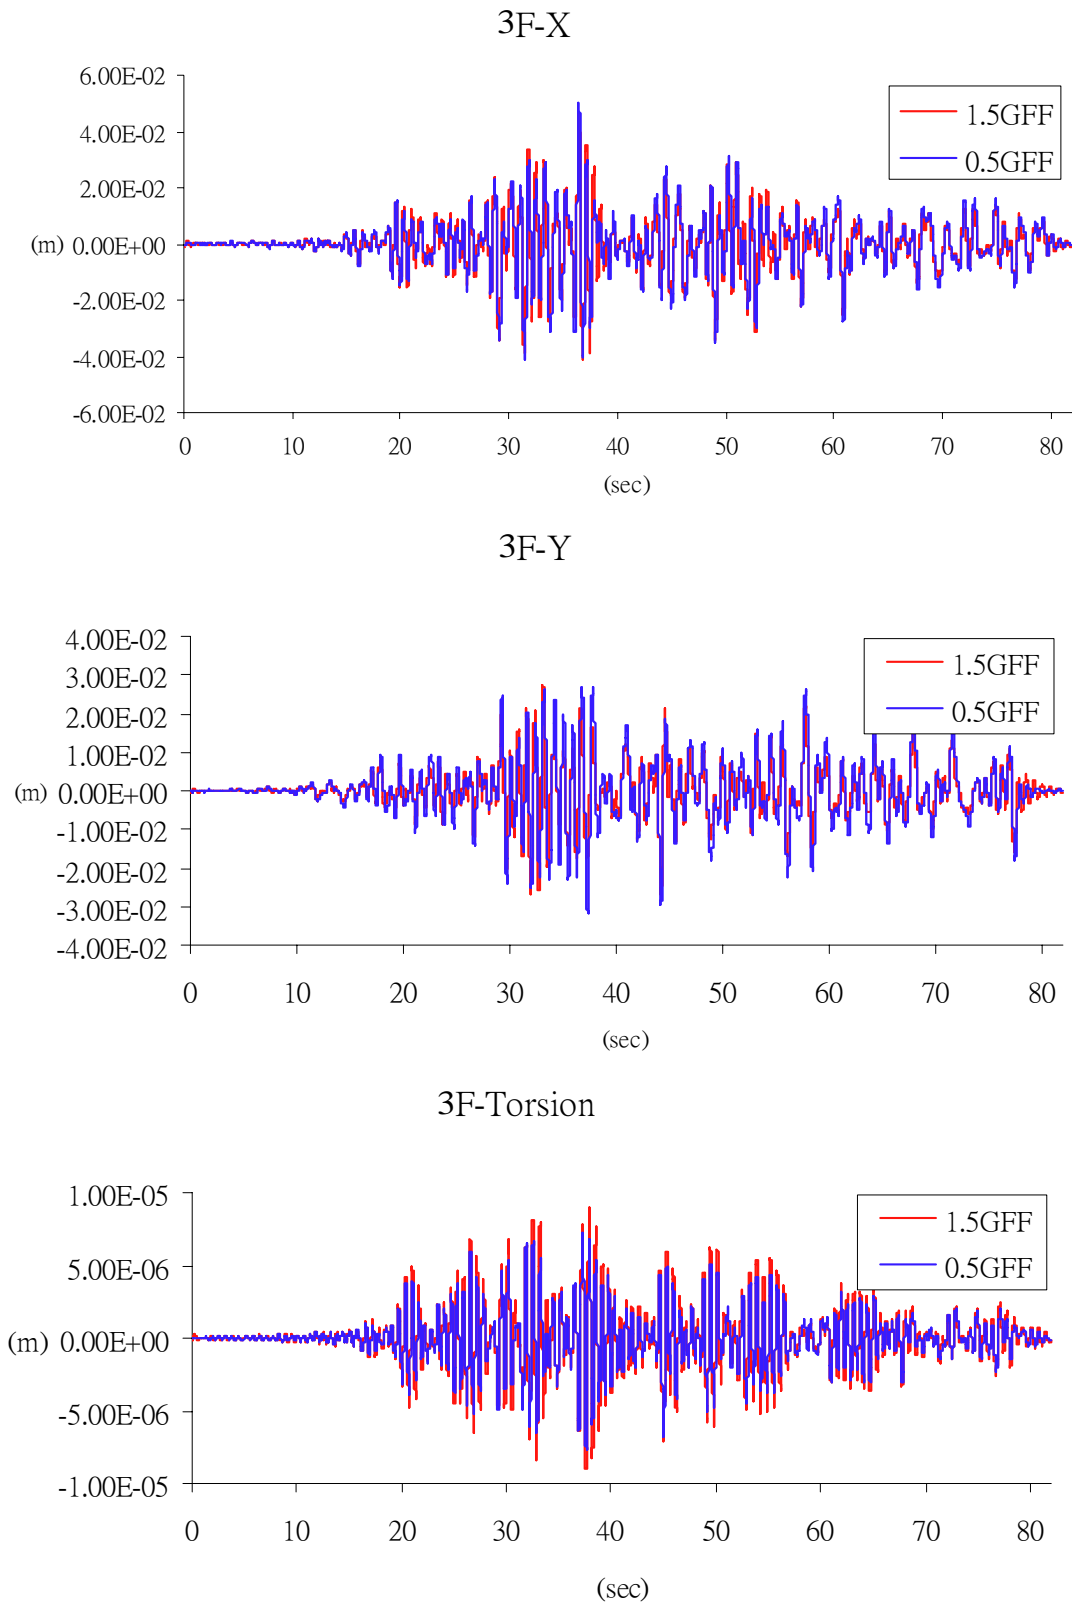 3F-X
6.00E-02
1.5GFF
4.00E-02
0.5GFF
2.00E-02
(m) 0.00E+00
-2.00E-02
-4.00E-02
-6.00E-02
0 10 20 30 40 50 60 70 80
(sec)
3F-Y
4.00E-02
1.5GFF
3.00E-02
0.5GFF
2.00E-02
1.00E-02
(m) 0.00E+00
-1.00E-02
-2.00E-02
-3.00E-02
-4.00E-02
0 10 20 30 40 50 60 70 80
(sec)
3F-Torsion
1.00E-05
1.5GFF
5.00E-06
0.5GFF
(m) 0.00E+00
-5.00E-06
-1.00E-05
0 10 20 30 40 50 60 70 80
(sec)